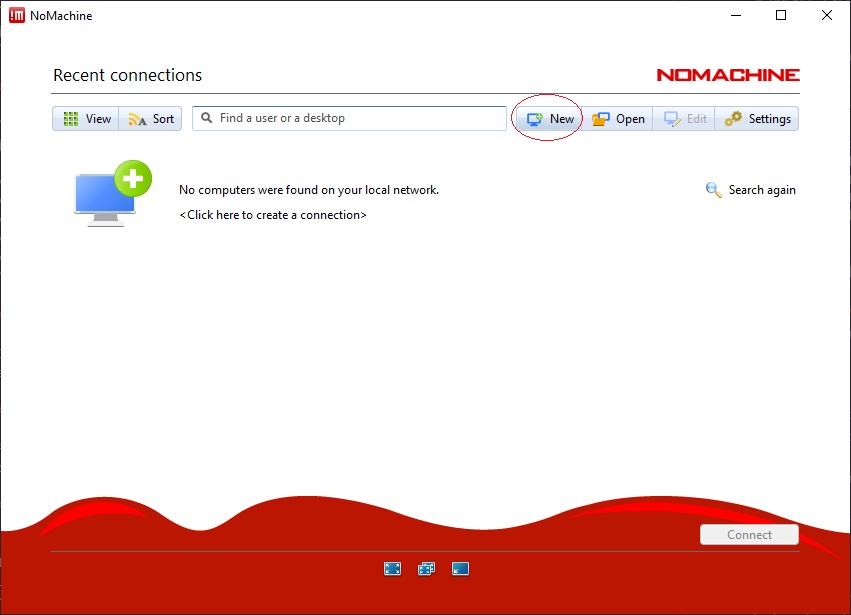 !M NoMachine
Recent connections
NOMACHINE
View Sort Find a user or a desktop New Open Edit Settings
No computers were found on your local network.
Search again
<Click here to create a connection>
Connect